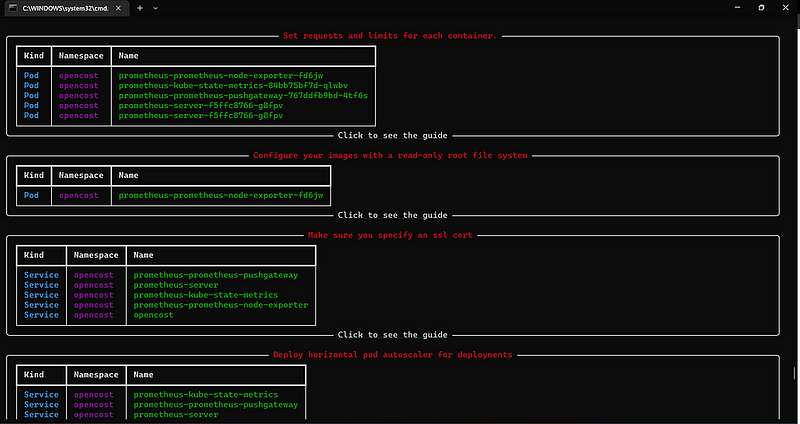 C:\WINDOWS\system32\cmd.
Set requests and limits for each container.
Kind Namespace Name
Pod opencost prometheus-prometheus-node-exporter-fd6jw
Pod opencost prometheus-kube-state-metrics-84bb75bf7d-qlwbv
Pod opencost prometheus-prometheus-pushgateway-767ddfb9bd-4tf6s
Pod opencost prometheus-server-f5ffc8766-g8fpv
Pod opencost prometheus-server-f5ffc8766-g8fpv
Click to see the guide
Configure your images with a read-only root file system
Kind Namespace Name
Pod opencost prometheus-prometheus-node-exporter-fd6jw
Click to see the guide
Make sure you specify an ssl cert
Kind Namespace Name
Service opencost prometheus-prometheus-pushgateway
Service opencost prometheus-server
Service opencost prometheus-kube-state-metrics
Service opencost prometheus-prometheus-node-exporter
Service opencost opencost
Click to see the guide
Deploy horizontal pod autoscaler for deployments
Kind Namespace Name
Service opencost prometheus-kube-state-metrics
Service opencost prometheus-prometheus-pushgateway
Service opencost prometheus-server